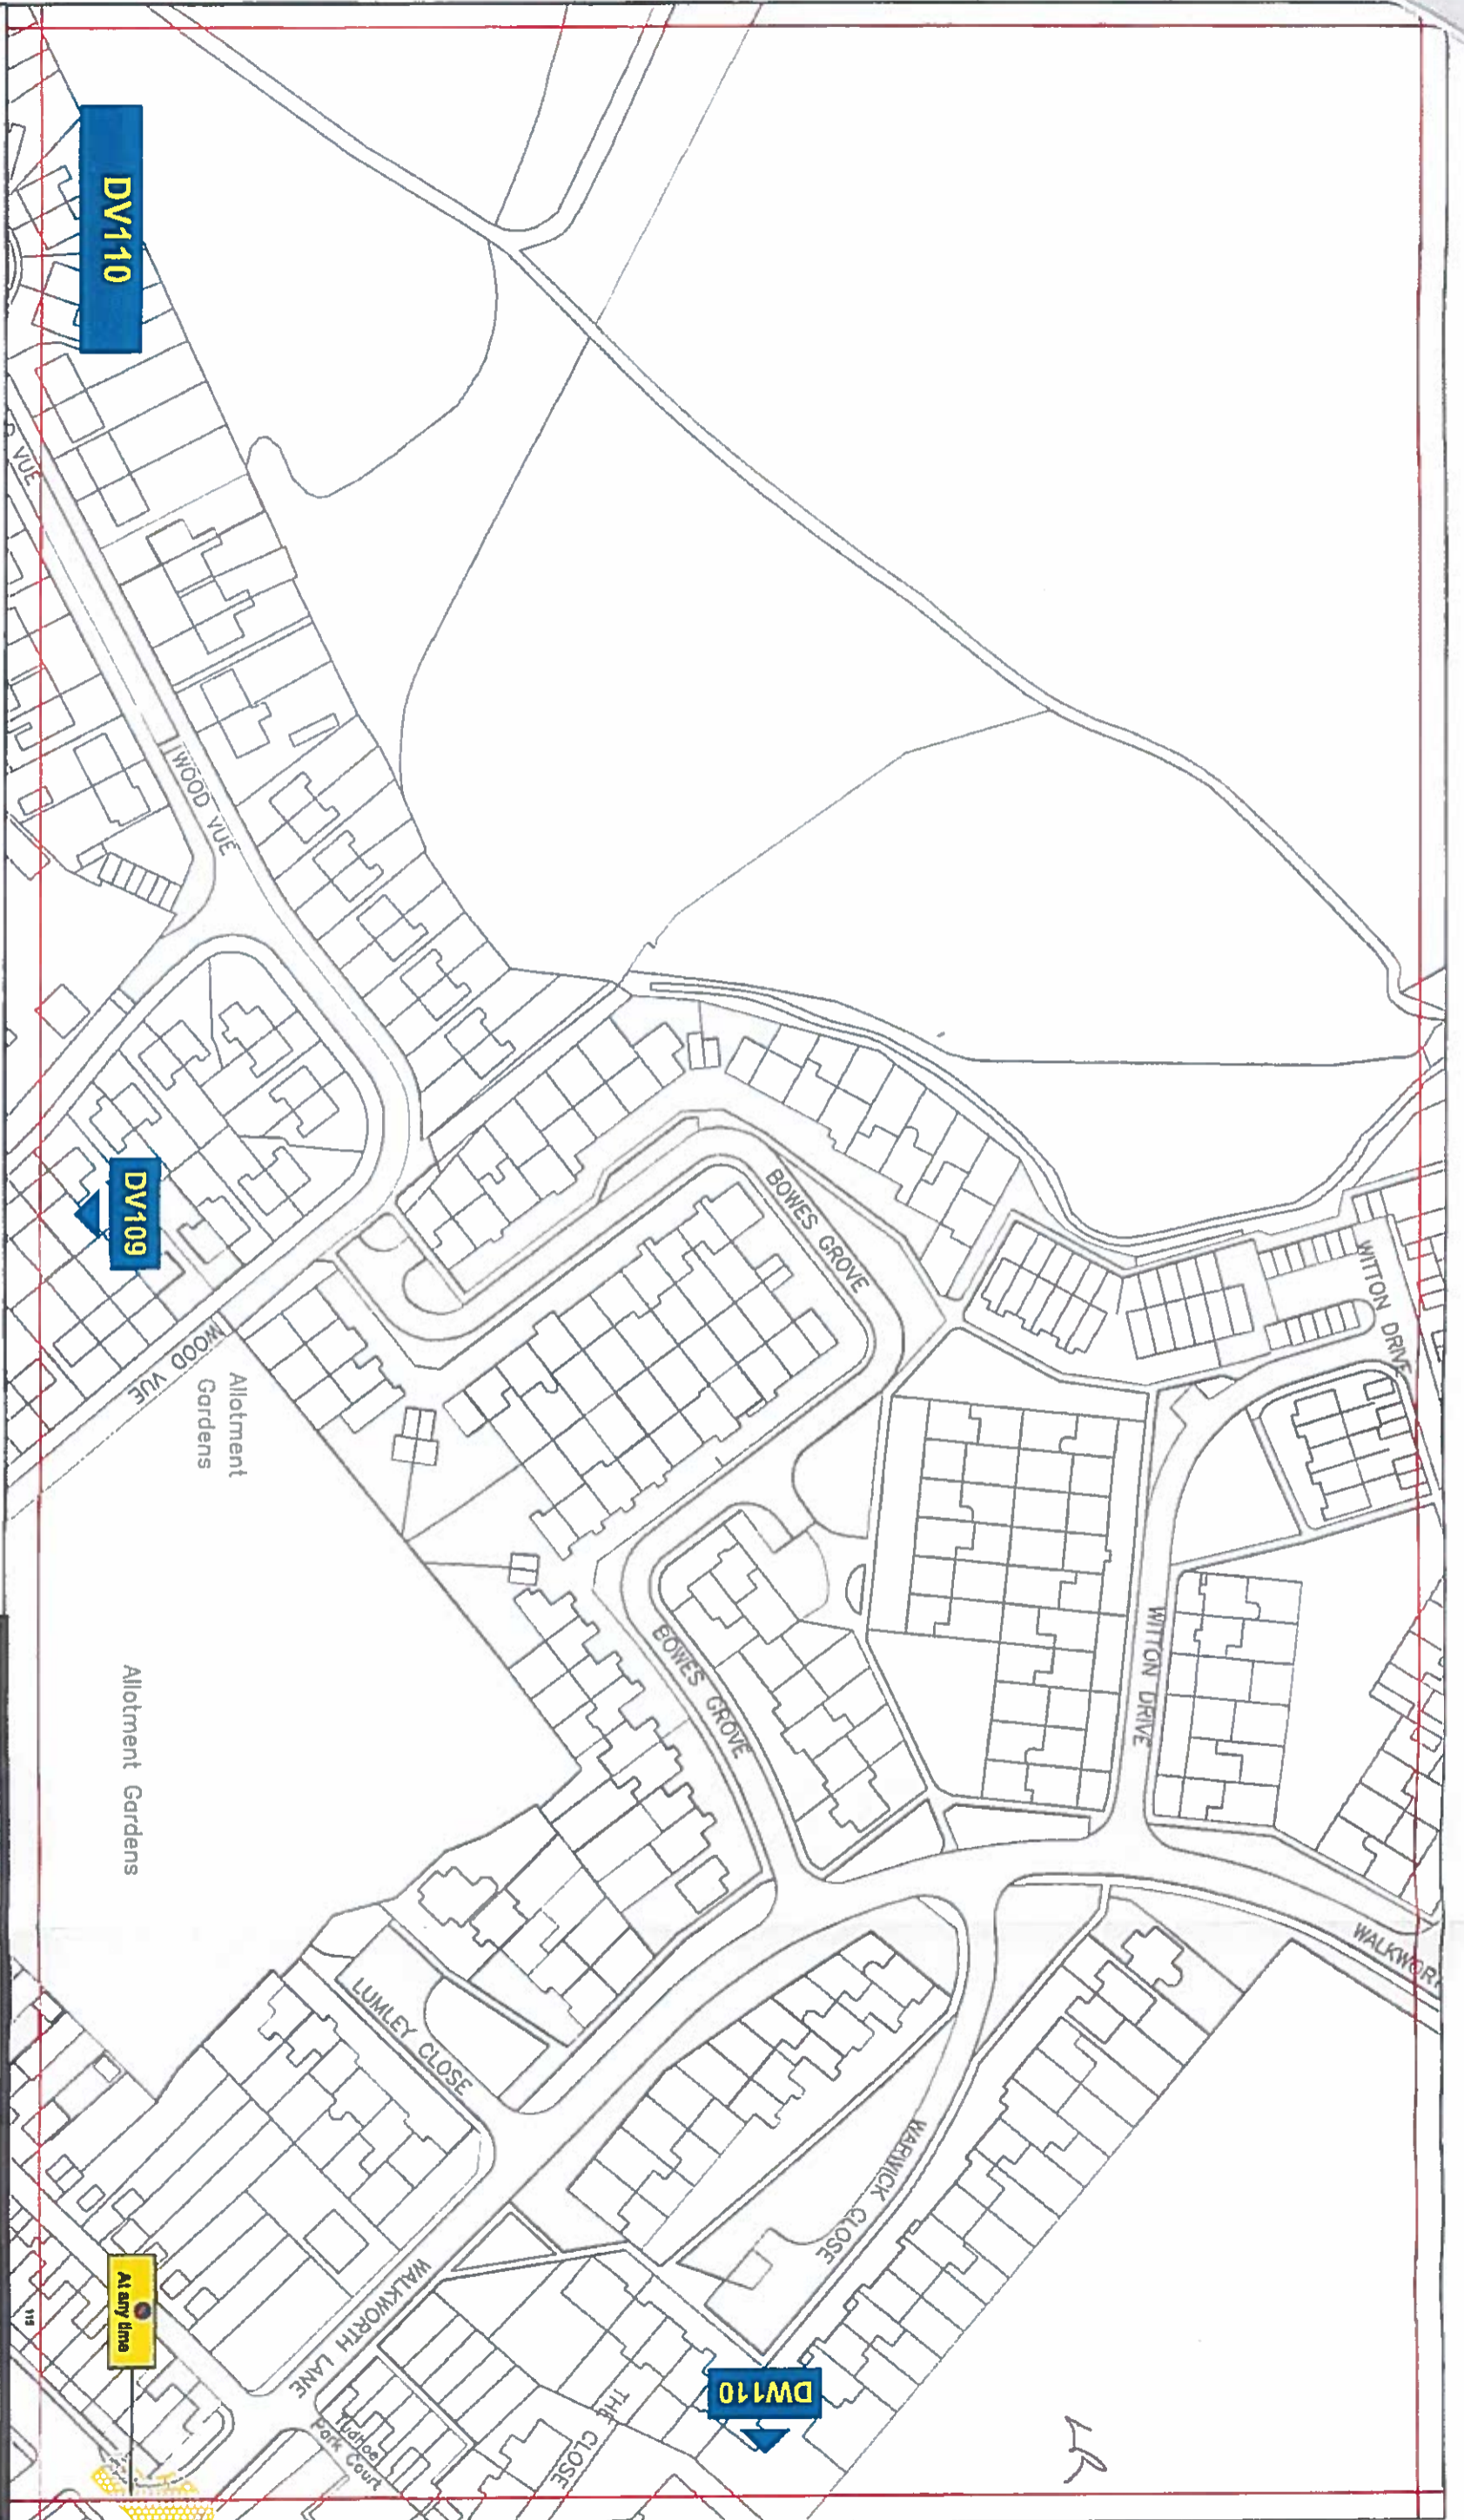 DV110
VUE
WOOD VUE
DV109
WOOD VUE
Allotment
Gardens
Allotment Gardens
BOWES GROVE
BOWES GROVE
WITTON DRIVE
WITTON DRIVE
WALKWOR
LUMLEY CLOSE
WARWICK CLOSE
WALKWORTH LANE
THE CLOSE
Tudhoe
Park Court
DW110
At any time